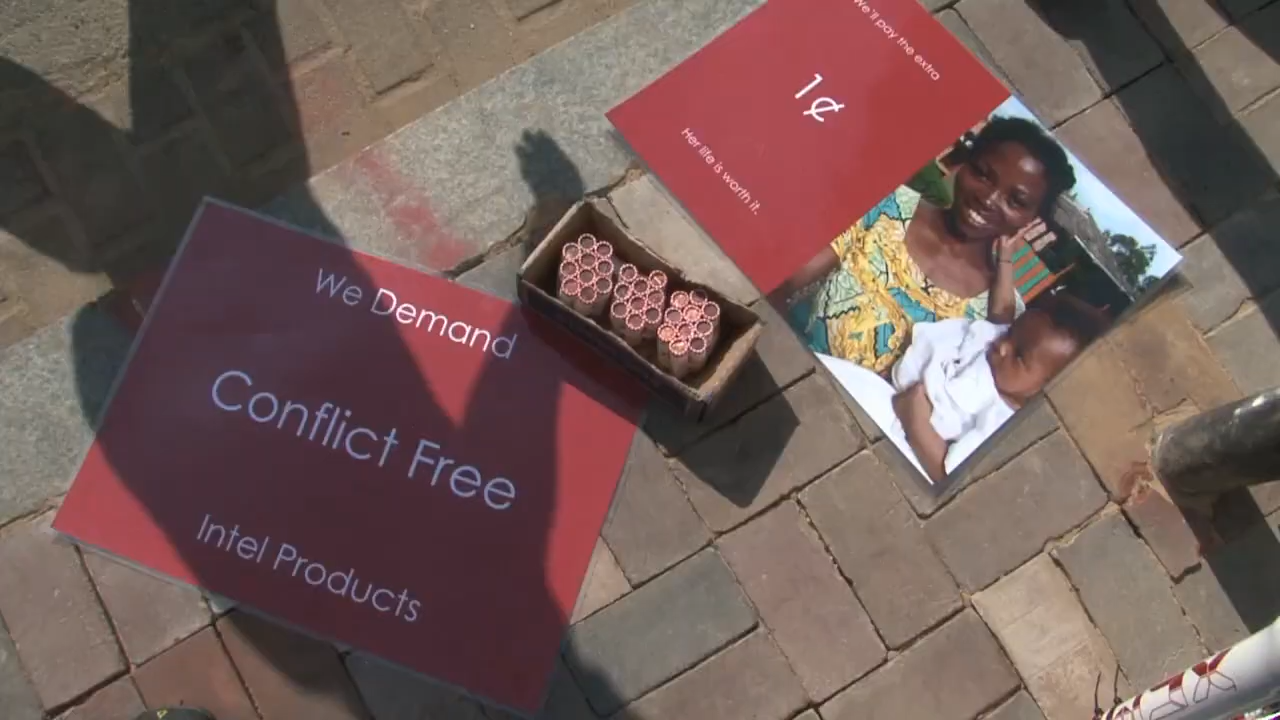 We Demand
Conflict Free
Intel Products
We'll pay the extra
1¢
Her life is worth it.